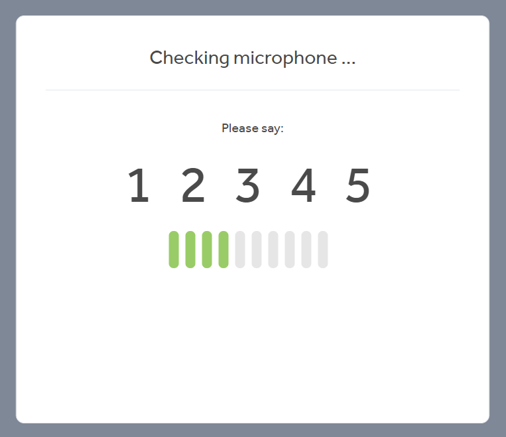 Checking microphone ...
Please say:
1 2 3 4 5